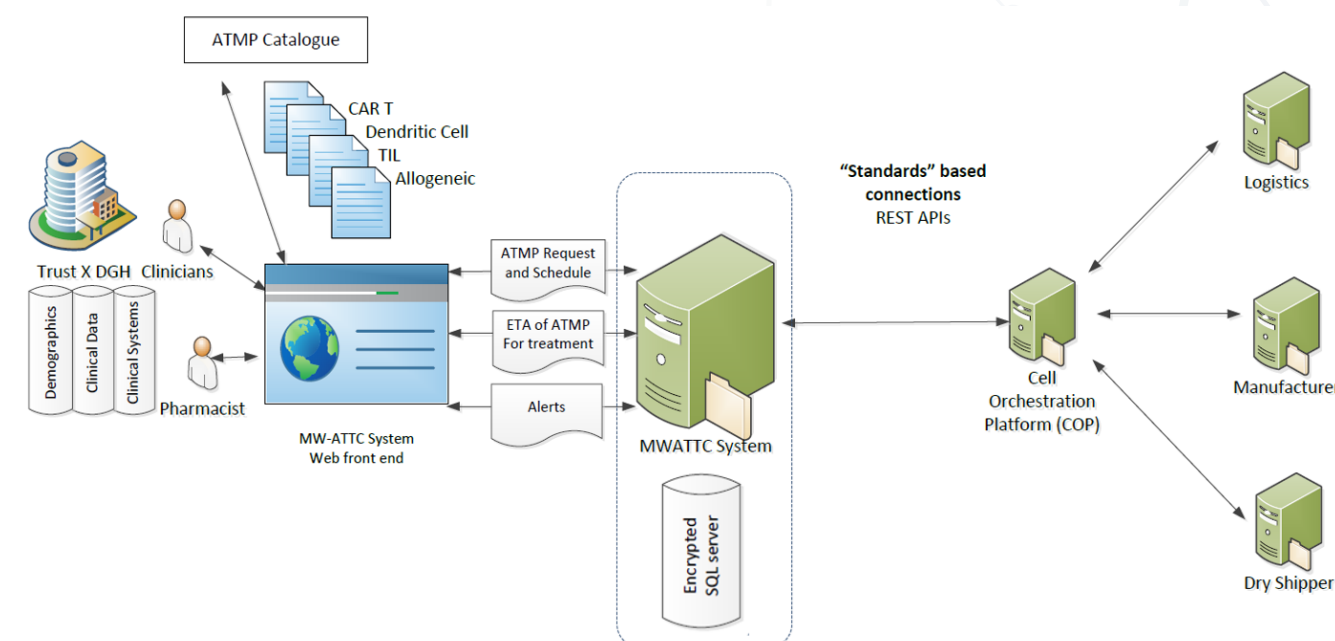 ATMP Catalogue
CAR T
Dendritic Cell
TIL
Allogeneic
Trust X DGH
Clinicians
Demographics
Clinical Data
Clinical Systems
Pharmacist
MW-ATTC System
Web front end
ATMP Request
and Schedule
ETA of ATMP
For treatment
Alerts
MWATTC System
Encrypted
SQL server
“Standards” based
connections
REST APIs
Cell
Orchestration
Platform (COP)
Logistics
Manufacturer
Dry Shipper